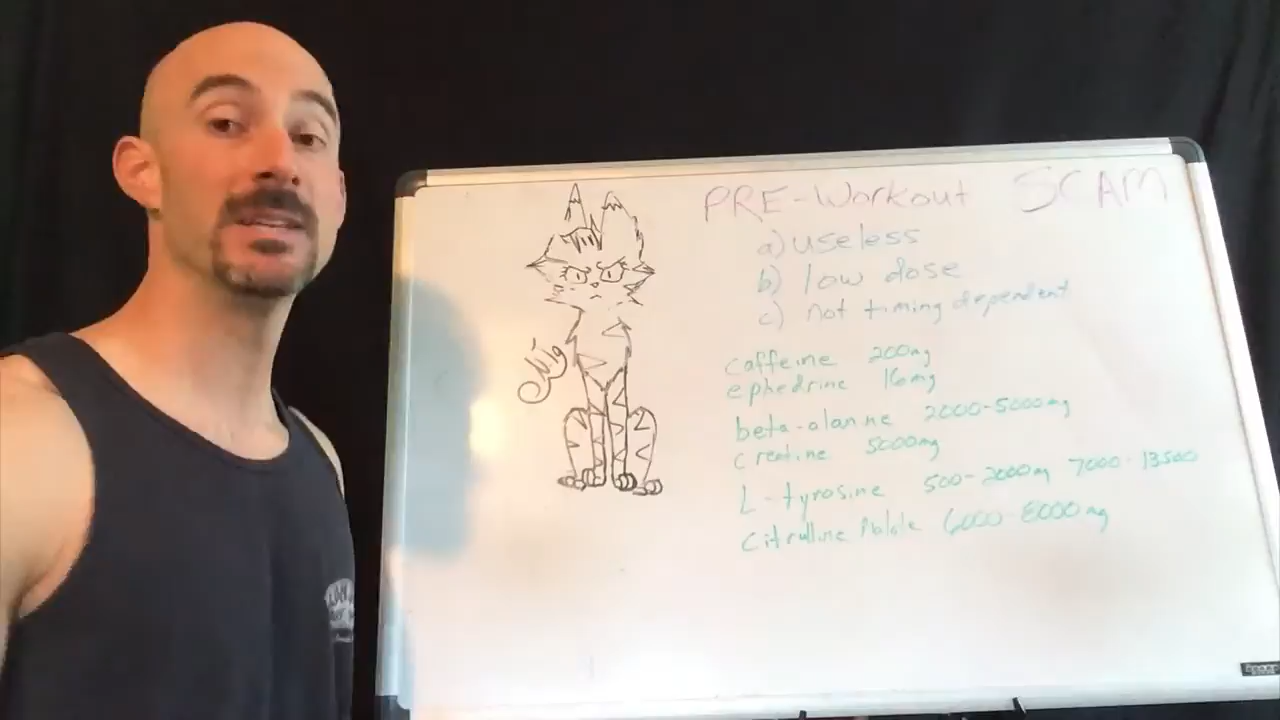 PRE-Workout SCAM
a) useless
b) low dose
c) not timing dependent
caffeine 200mg
ephedrine 16mg
beta-alanine 2000-5000mg
creatine 5000mg
L-tyrosine 500-2000mg 7000-13500
Citrulline Malate 6000-8000mg